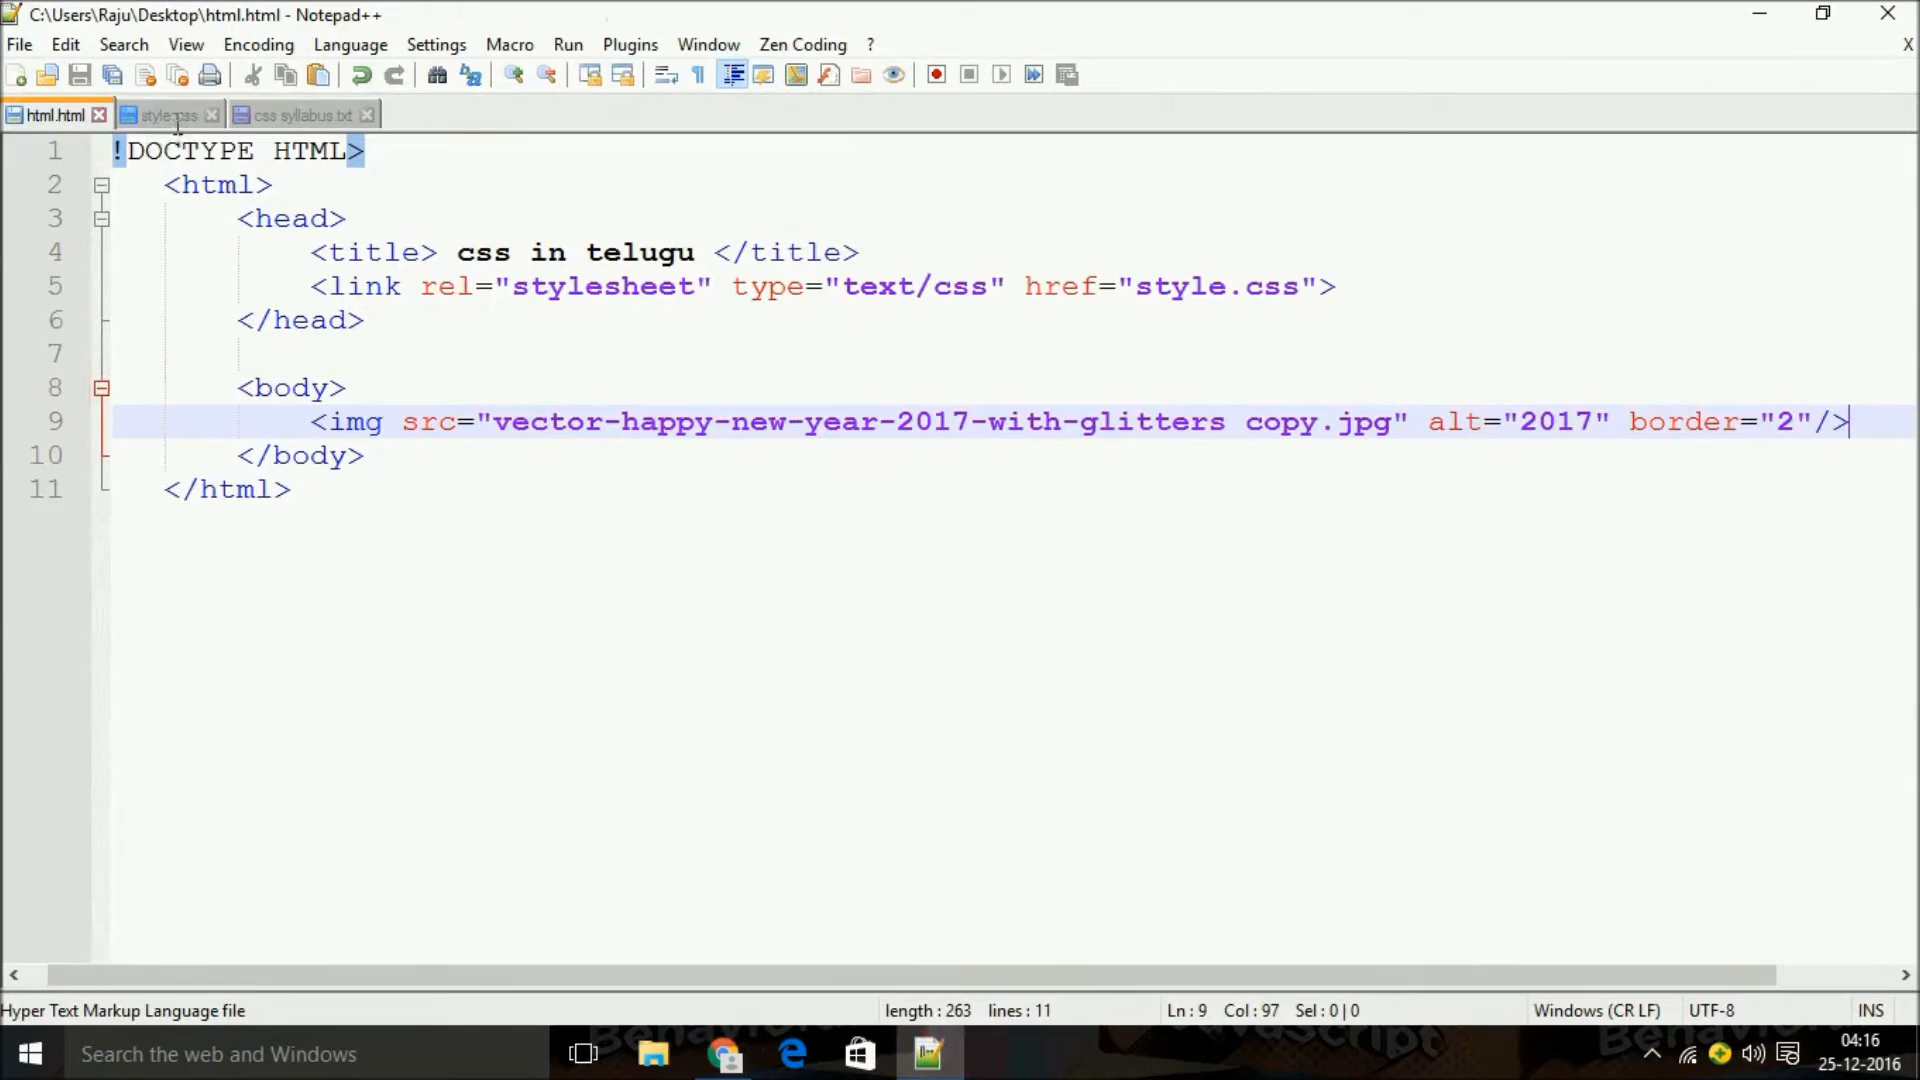 C:\Users\Raju\Desktop\html.html - Notepad++
File Edit Search View Encoding Language Settings Macro Run Plugins Window Zen Coding ? X
html.html style.css css syllabus.txt
1 !DOCTYPE HTML>
2 <html>
3 <head>
4 <title> css in telugu </title>
5 <link rel="stylesheet" type="text/css" href="style.css">
6 </head>
7
8 <body>
9 <img src="vector-happy-new-year-2017-with-glitters copy.jpg" alt="2017" border="2"/>
10 </body>
11 </html>
Hyper Text Markup Language file length : 263 lines : 11 Ln : 9 Col : 97 Sel : 0 | 0 Windows (CR LF) UTF-8 INS
Search the web and Windows
04:16
25-12-2016